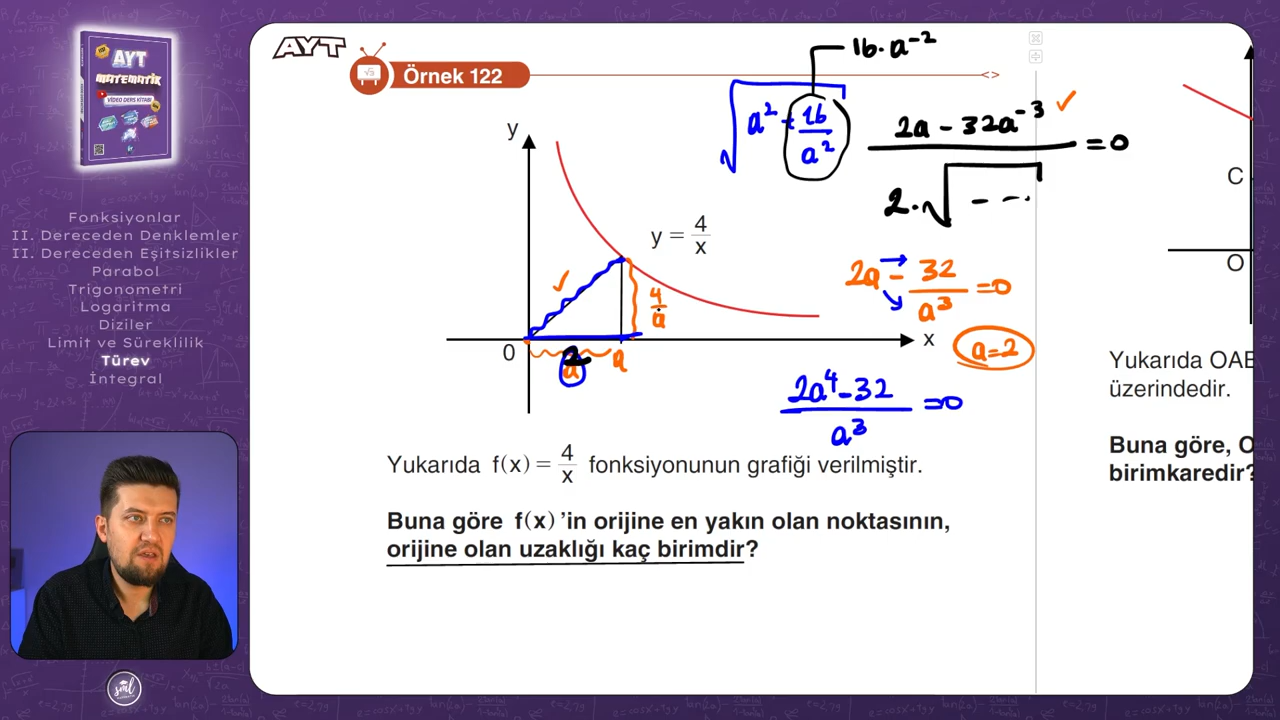 AYT
AYT
MATEMATİK
VİDEO DERS KİTABI
Örnek 122
<>
Fonksiyonlar
II. Dereceden Denklemler
II. Dereceden Eşitsizlikler
Parabol
Trigonometri
Logaritma
Diziler
Limit ve Süreklilik
Türev
İntegral
sml
16·a⁻²
√(a² + 16/a²)
(2a − 32a⁻³)/(2·√(- - ··)) = 0 ✓
y
y = 4/x
✓
4/a
2a − 32/a³ = 0
a=2
x
0
2
a
a
(2a⁴ − 32)/a³ = 0
Yukarıda f(x) = 4/x fonksiyonunun grafiği verilmiştir.
Buna göre f(x)’in orijine en yakın olan noktasının,
orijine olan uzaklığı kaç birimdir?
C
O
Yukarıda OAB
üzerindedir.
Buna göre, O
birimkaredir?